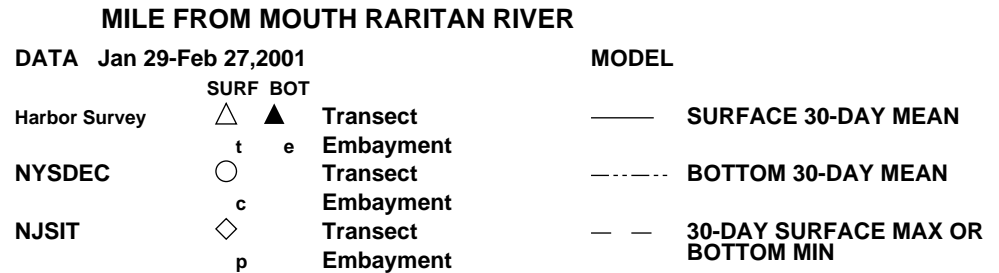 MILE FROM MOUTH RARITAN RIVER
DATA Jan 29-Feb 27,2001 MODEL
SURF BOT
Harbor Survey Transect SURFACE 30-DAY MEAN
t e Embayment
NYSDEC Transect BOTTOM 30-DAY MEAN
c Embayment
NJSIT Transect 30-DAY SURFACE MAX OR
BOTTOM MIN
p Embayment